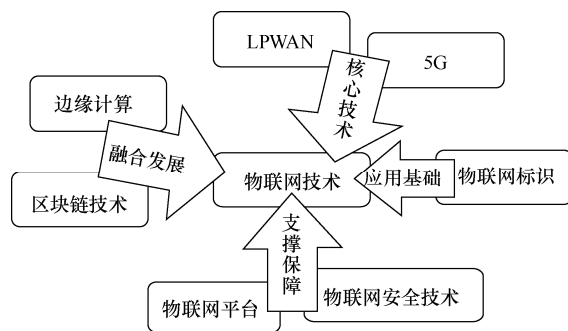 LPWAN
5G
核心技术
边缘计算
融合发展
区块链技术
物联网技术
应用基础
物联网标识
支撑保障
物联网平台
物联网安全技术